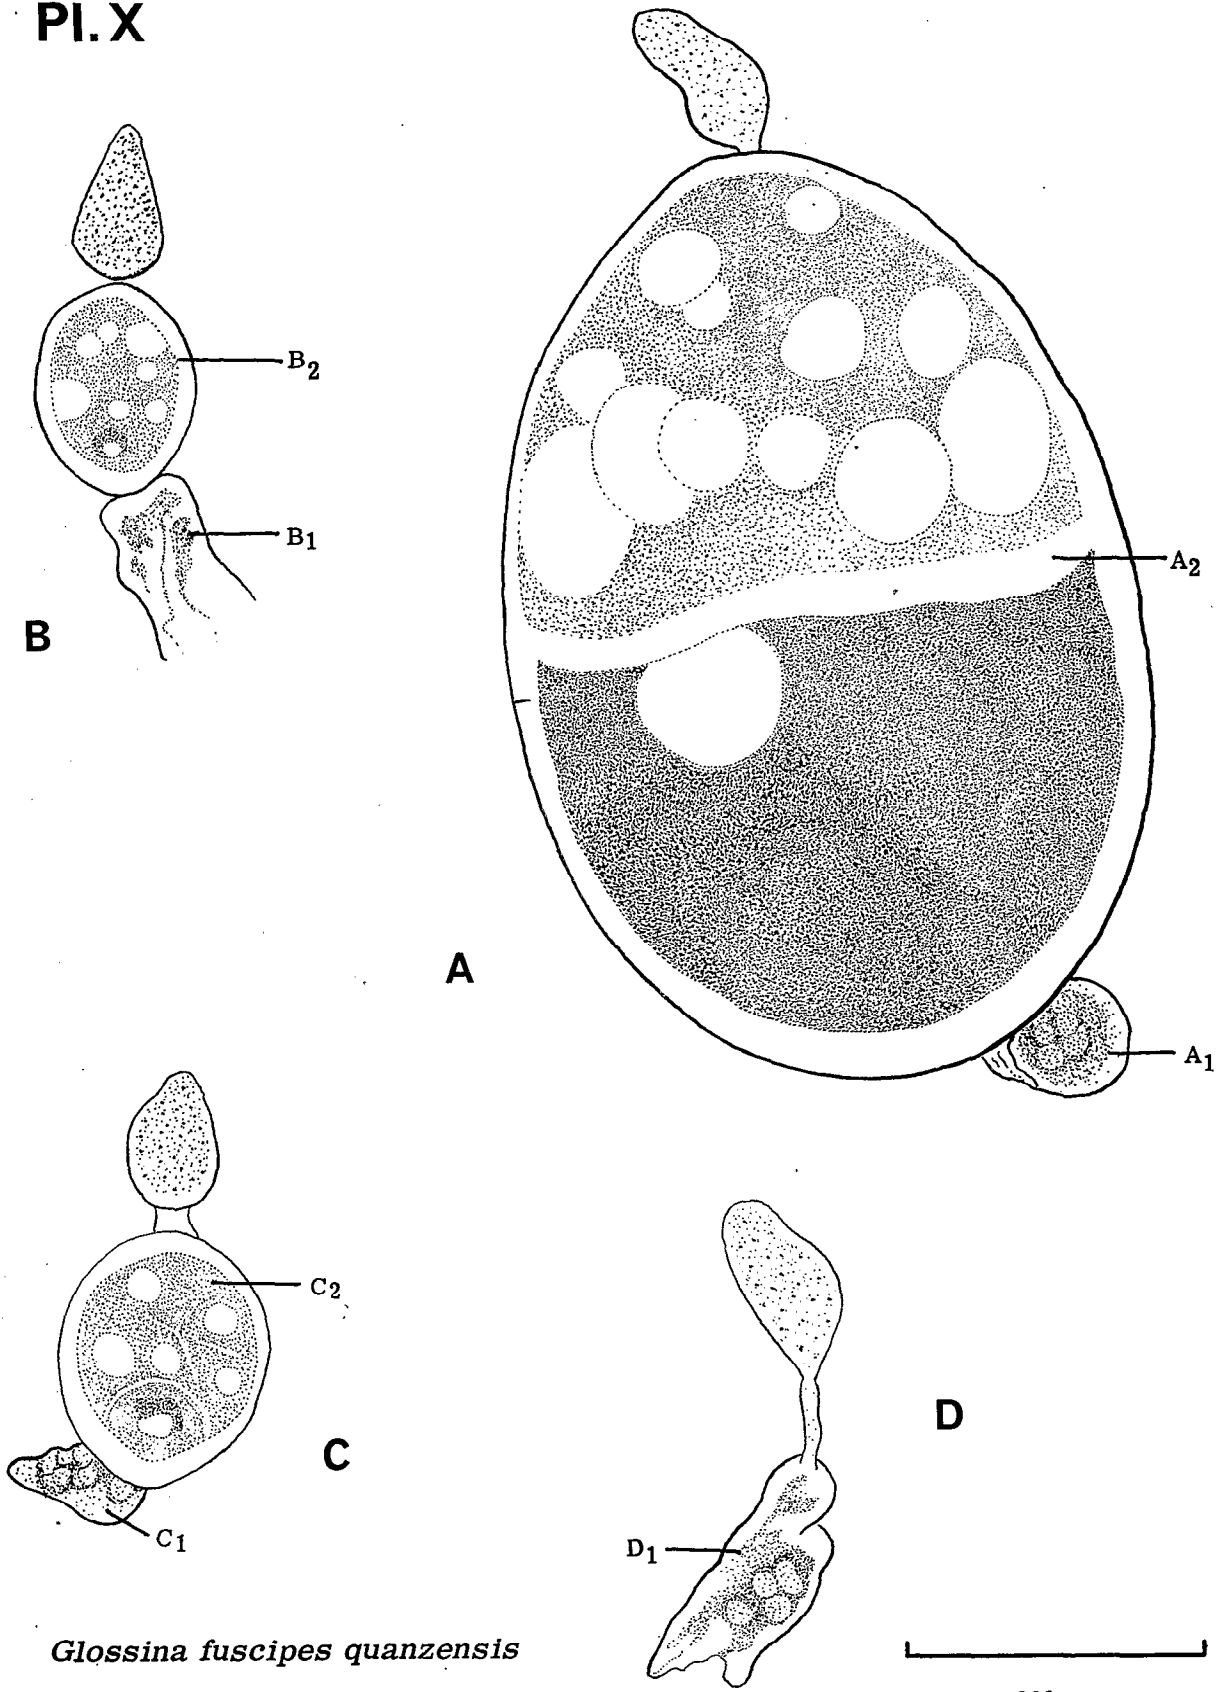 Pl. X
B₂
B₁
B
A₂
A
A₁
C₂
C
C₁
D
D₁
Glossina fuscipes quanzensis